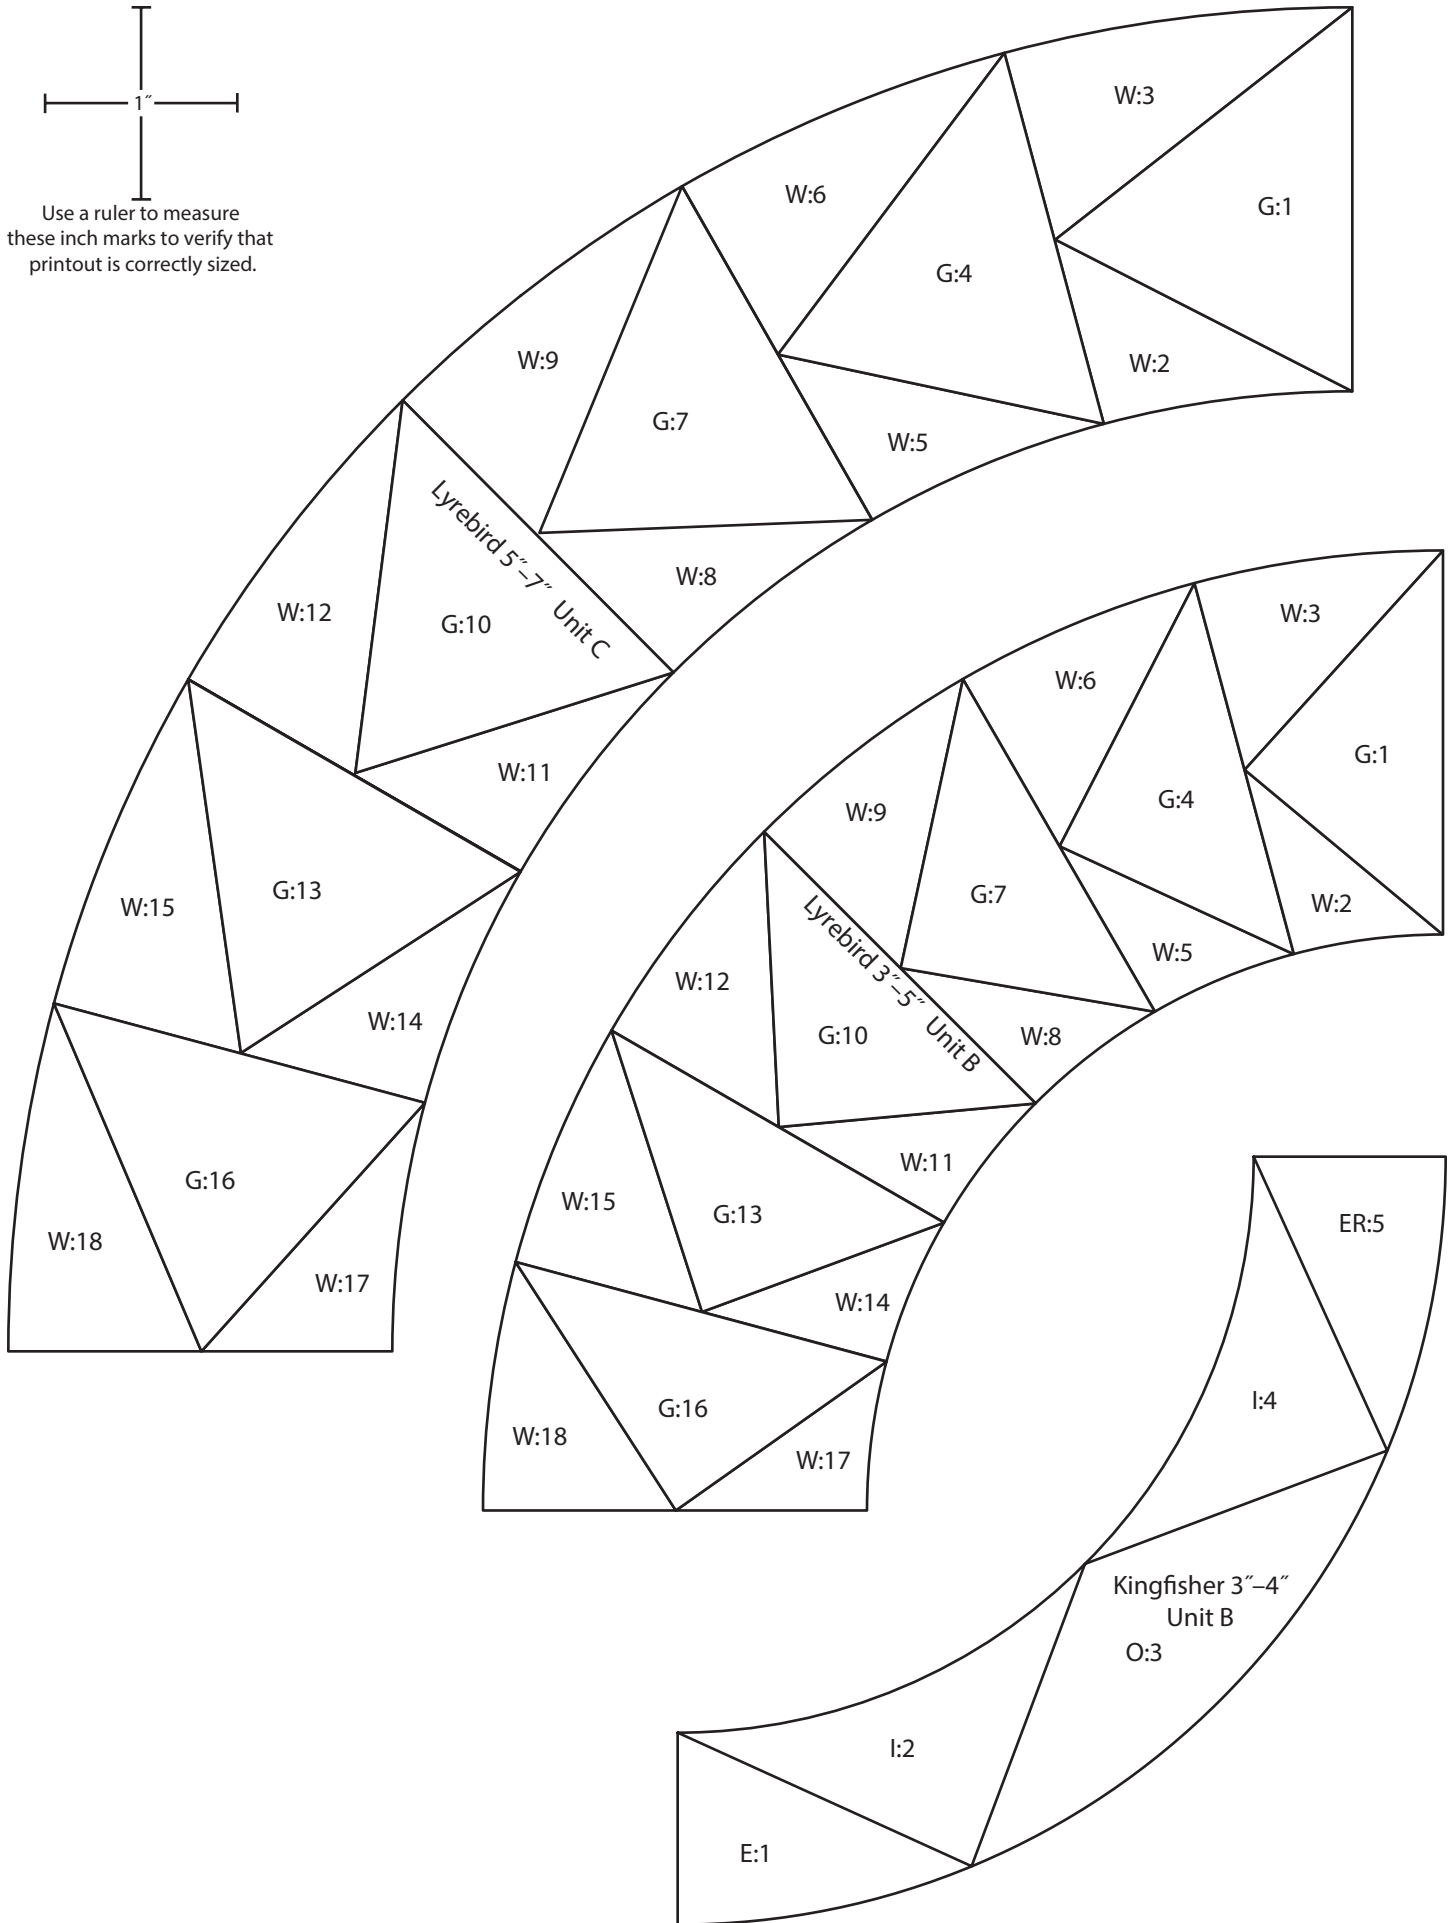 1″
Use a ruler to measure
these inch marks to verify that
printout is correctly sized.
W:3
G:1
W:6
G:4
W:2
W:9
G:7
W:5
Lyrebird 5″–7″ Unit C
W:8
W:12
G:10
W:11
G:13
W:15
W:14
G:16
W:18
W:17
W:3
W:6
G:1
G:4
W:9
G:7
W:2
W:5
Lyrebird 3″–5″ Unit B
W:12
G:10
W:8
W:11
W:15
G:13
W:14
G:16
W:18
W:17
ER:5
I:4
Kingfisher 3″–4″
Unit B
O:3
I:2
E:1